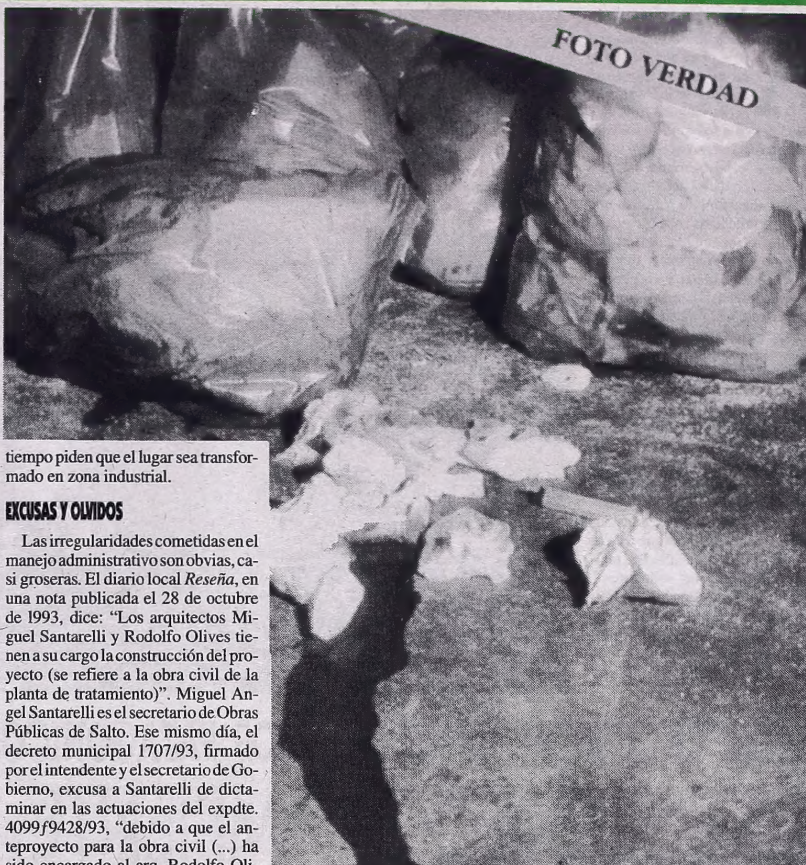 FOTO VERDAD
tiempo piden que el lugar sea transfor-
mado en zona industrial.
EXCUSAS Y OLVIDOS
Las irregularidades cometidas en el
manejo administrativo son obvias, ca-
si groseras. El diario local Reseña, en
una nota publicada el 28 de octubre
de 1993, dice: “Los arquitectos Mi-
guel Santarelli y Rodolfo Olives tie-
nen a su cargo la construcción del pro-
yecto (se refiere a la obra civil de la
planta de tratamiento)”. Miguel An-
gel Santarelli es el secretario de Obras
Públicas de Salto. Ese mismo día, el
decreto municipal 1707/93, firmado
por el intendente y el secretario de Go-
bierno, excusa a Santarelli de dicta-
minar en las actuaciones del expdte.
4099f9428/93, “debido a que el an-
teproyecto para la obra civil (...) ha
sido encargado al arq. Rodolfo Oli-